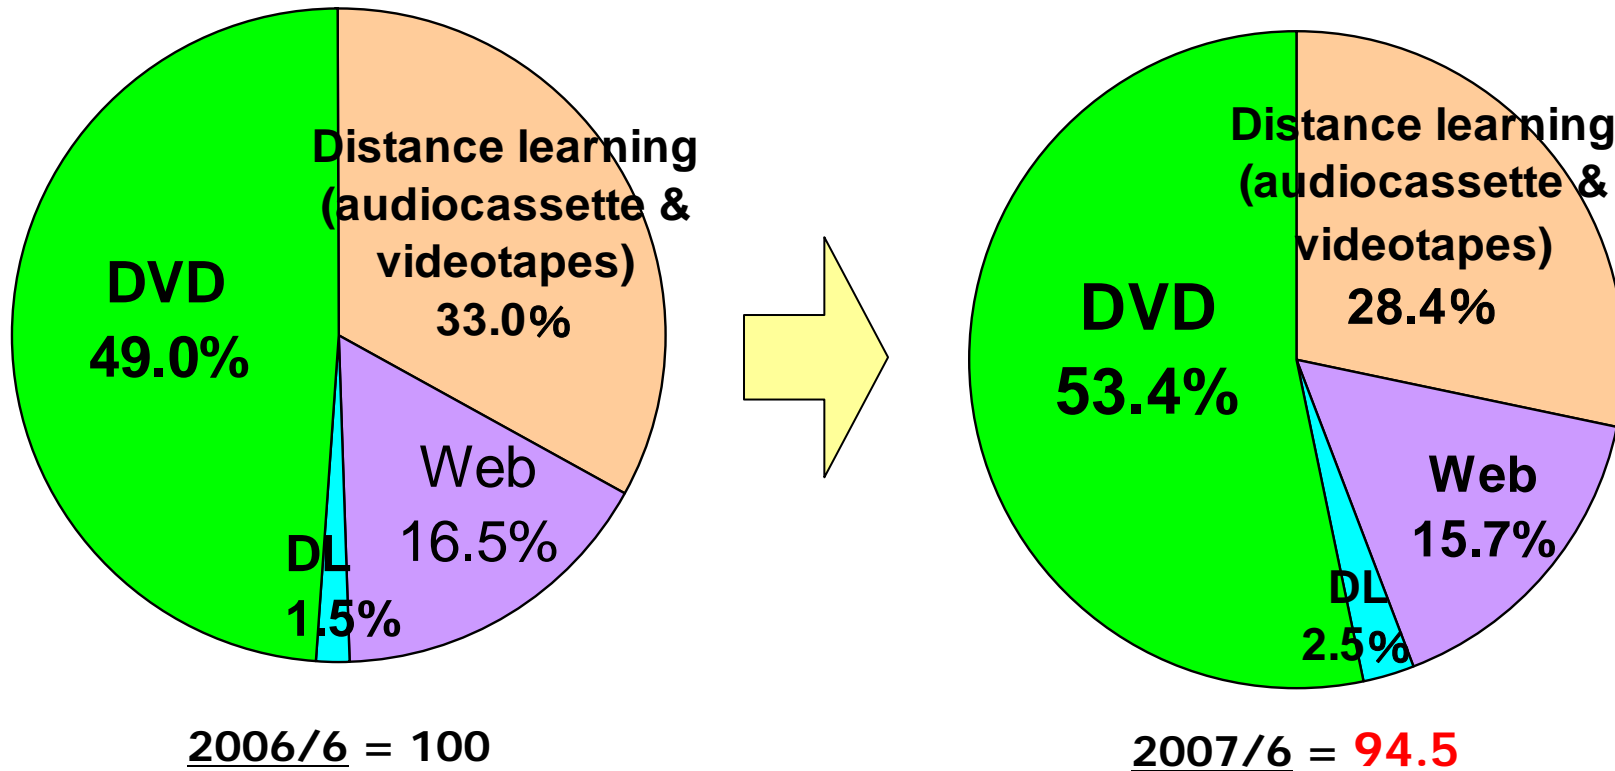 Distance learning
(audiocassette &
videotapes)
33.0%
DVD
49.0%
Web
16.5%
DL
1.5%
2006/6 = 100
Distance learning
(audiocassette &
videotapes)
28.4%
DVD
53.4%
Web
15.7%
DL
2.5%
2007/6 = 94.5